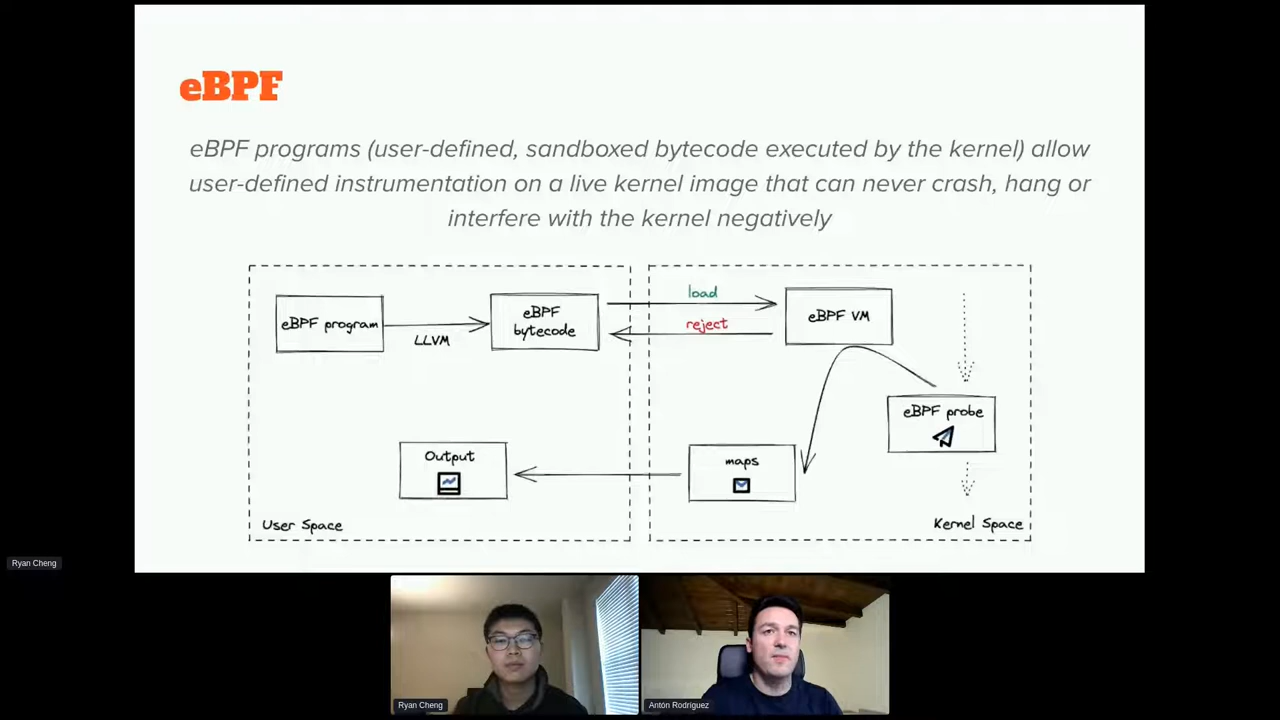 eBPF
eBPF programs (user-defined, sandboxed bytecode executed by the kernel) allow
user-defined instrumentation on a live kernel image that can never crash, hang or
interfere with the kernel negatively
eBPF program
LLVM
eBPF
bytecode
load
reject
eBPF VM
eBPF probe
maps
Output
User Space
Kernel Space
Ryan Cheng
Ryan Cheng
Antón Rodríguez